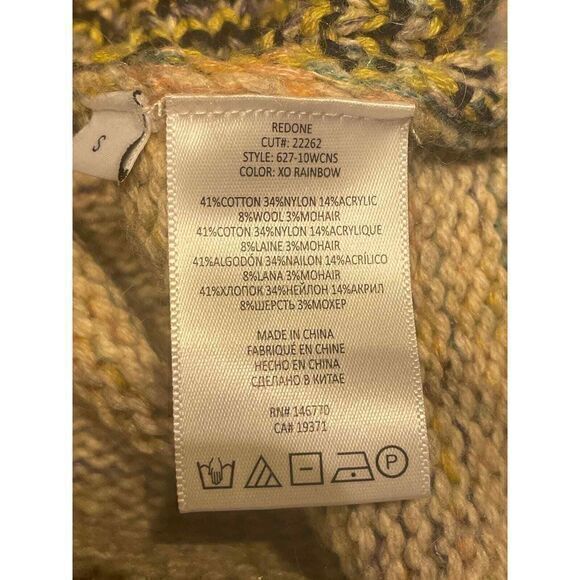 S
REDONE
CUT#: 22262
STYLE: 627-10WCNS
COLOR: XO RAINBOW
41%COTTON 34%NYLON 14%ACRYLIC
8%WOOL 3%MOHAIR
41%COTON 34%NYLON 14%ACRYLIQUE
8%LAINE 3%MOHAIR
41%ALGODÓN 34%NAILON 14%ACRÍLICO
8%LANA 3%MOHAIR
41%ХЛОПОК 34%НЕЙЛОН 14%АКРИЛ
8%ШЕРСТЬ 3%МОХЕР
MADE IN CHINA
FABRIQUÉ EN CHINE
HECHO EN CHINA
СДЕЛАНО В КИТАЕ
RN# 146770
CA# 19371
P